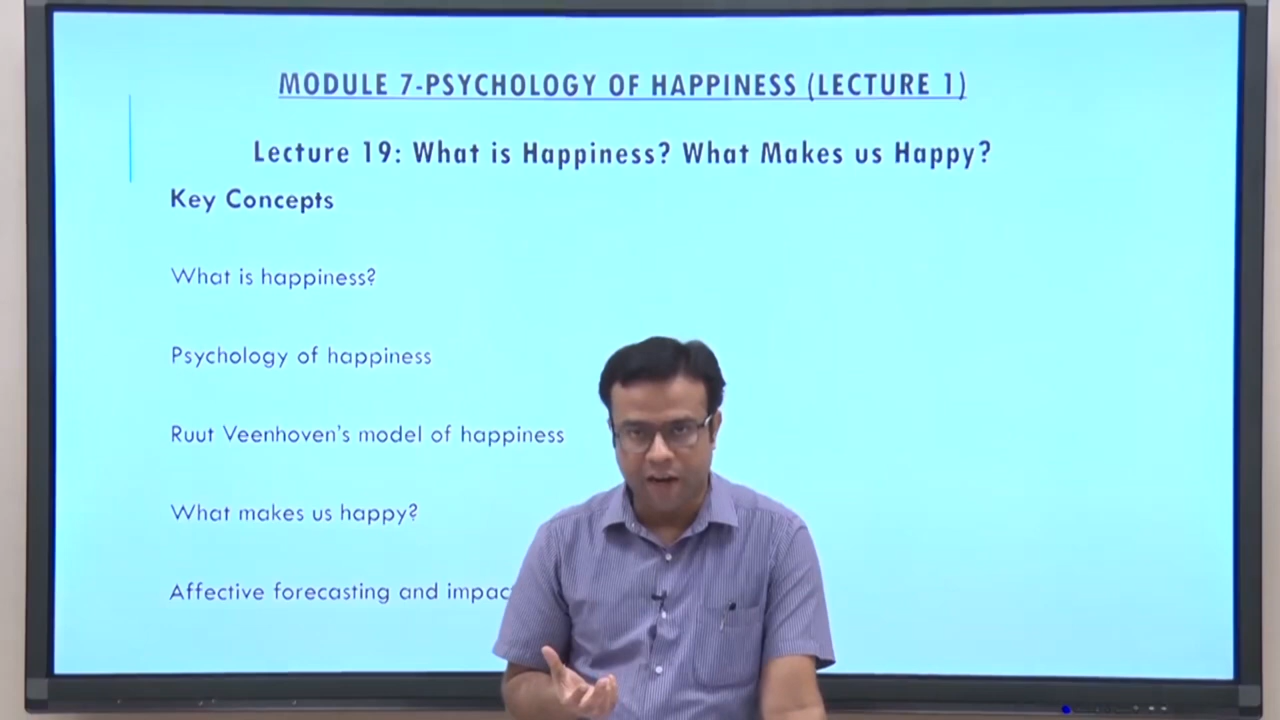 MODULE 7-PSYCHOLOGY OF HAPPINESS (LECTURE 1)
Lecture 19: What is Happiness? What Makes us Happy?
Key Concepts
What is happiness?
Psychology of happiness
Ruut Veenhoven's model of happiness
What makes us happy?
Affective forecasting and